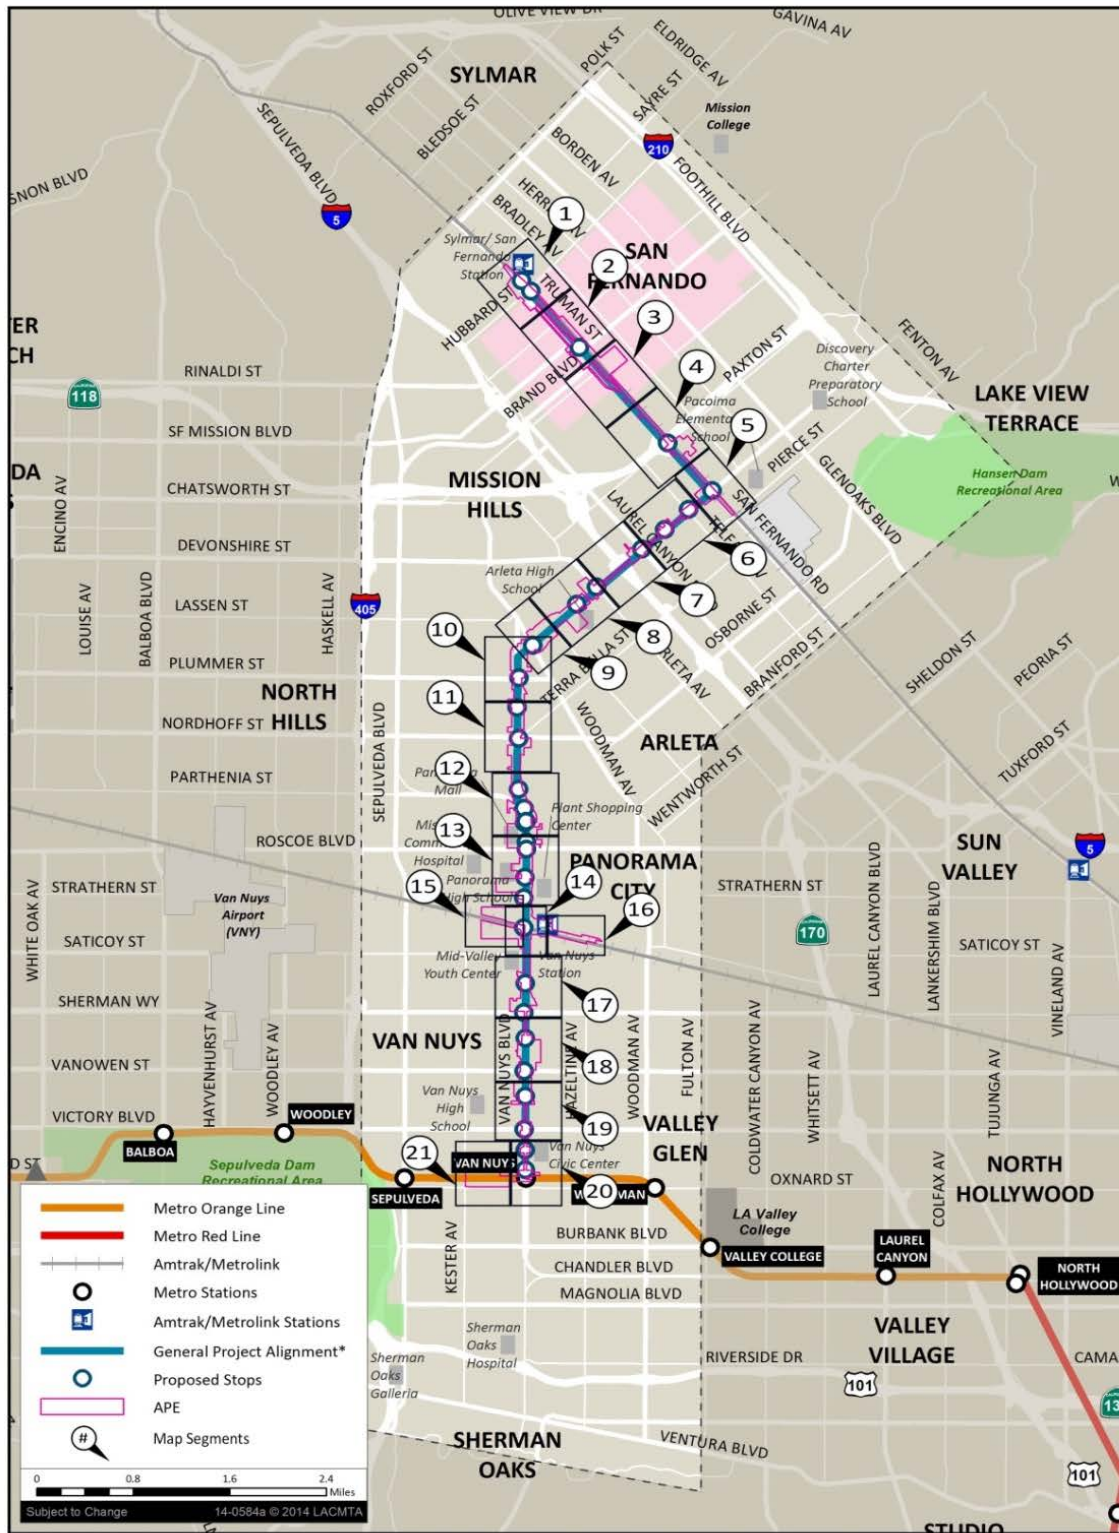 OLIVE VIEW DR
GAVINA AV
POLK ST
ELDRIDGE AV
SYLMAR
ROXFORD ST
SAYRE ST
BLEDSOE ST
Mission
College
SEPULVEDA BLVD
BORDEN AV
210
FOOTHILL BLVD
5
BRADLEY AV
1
Sylmar/ San
Fernando
Station
SAN
FERNANDO
2
HUBBARD ST
TRUMAN ST
3
FENTON AV
RINALDI ST
118
BRAND BLVD
PAXTON ST
4
Discovery
Charter
Preparatory
School
LAKE VIEW
TERRACE
SF MISSION BLVD
Pacoima
School
5
PIERCE ST
GLENOAKS BLVD
Hansen Dam
Recreational Area
ENCINO AV
CHATSWORTH ST
MISSION
HILLS
DEVONSHIRE ST
LAUREL CANYON
SAN FERNANDO RD
6
Arleta High
School
7
LOUISE AV
BALBOA BLVD
LASSEN ST
HASKELL AV
405
8
OSBORNE ST
BRANFORD ST
SHELDON ST
PEORIA ST
10
PLUMMER ST
9
TERRA BELLA ST
11
NORTH
HILLS
NORDHOFF ST
SEPULVEDA BLVD
WOODMAN AV
ARLETA
WENTWORTH ST
TUXFORD ST
PARTHENIA ST
12
Mall
Plant Shopping
Center
ROSCOE BLVD
13
Hospital
PANORAMA
CITY
SUN
VALLEY
5
WHITE OAK AV
STRATHERN ST
Van Nuys
Airport
(VNY)
15
Panorama
High School
14
16
STRATHERN ST
170
LAUREL CANYON BLVD
LANKERSHIM BLVD
SATICOY ST
Mid-Valley
Youth Center
Van Nuys
Station
SATICOY ST
VINELAND AV
SHERMAN WY
17
HAYVENHURST AV
WOODLEY AV
VAN NUYS
VAN NUYS BLVD
HAZELTINE AV
WOODMAN AV
FULTON AV
COLDWATER CANYON AV
WHITSETT AV
TUJUNGA AV
VANOWEN ST
18
Van Nuys
High
School
VICTORY BLVD
WOODLEY
19
BALBOA
VALLEY
GLEN
21
VAN NUYS
Van Nuys
Civic Center
Sepulveda Dam
Recreational Area
SEPULVEDA
20
OXNARD ST
COLFAX AV
NORTH
HOLLYWOOD
KESTER AV
BURBANK BLVD
LA Valley
College
VALLEY COLLEGE
LAUREL
CANYON
CHANDLER BLVD
NORTH
HOLLYWOOD
MAGNOLIA BLVD
Sherman
Oaks
Hospital
VALLEY
VILLAGE
Sherman
Oaks
Galleria
RIVERSIDE DR
101
SHERMAN
OAKS
VENTURA BLVD
101
Metro Orange Line
Metro Red Line
Amtrak/Metrolink
Metro Stations
Amtrak/Metrolink Stations
General Project Alignment*
Proposed Stops
APE
# Map Segments
0 0.8 1.6 2.4
Miles
Subject to Change 14-0584a © 2014 LACMTA